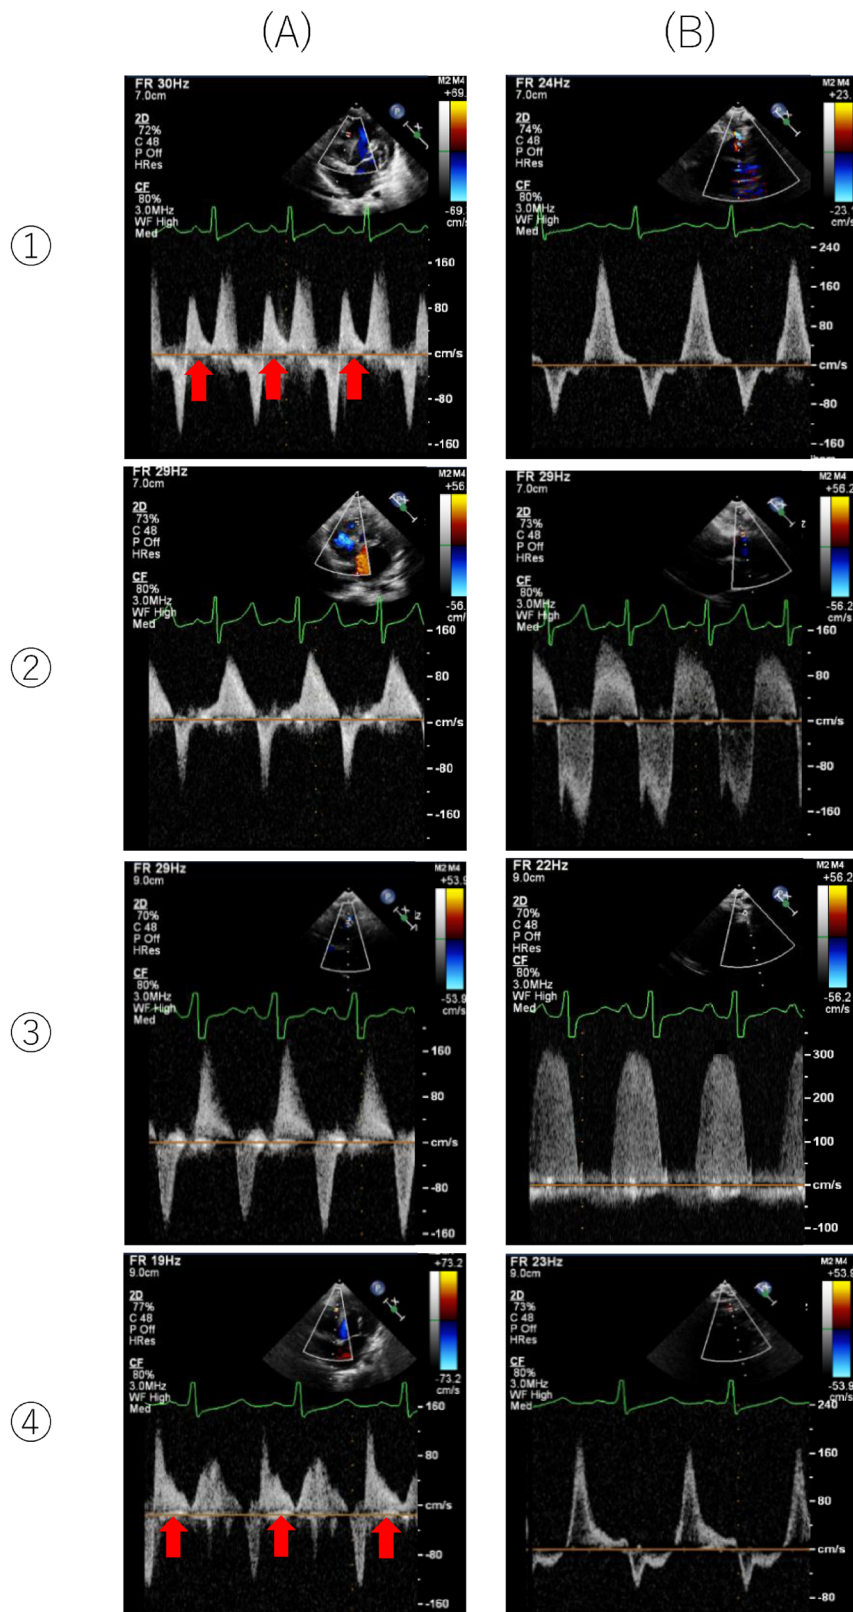 (A)
(B)
①
FR 30Hz
7.0cm
2D
72%
C 48
P Off
HRes
CF
80%
3.0MHz
WF High
Med
M2 M4
+69.
-69.
cm/s
160
80
cm/s
-80
-160
FR 24Hz
7.0cm
2D
74%
C 48
P Off
HRes
CF
80%
3.0MHz
WF High
Med
M2 M4
+23.
-23.
cm/s
240
160
80
cm/s
-80
-160
②
FR 29Hz
7.0cm
2D
73%
C 48
P Off
HRes
CF
80%
3.0MHz
WF High
Med
M2 M4
+56.
-56.
cm/s
160
80
cm/s
-80
-160
FR 29Hz
7.0cm
2D
73%
C 48
P Off
HRes
CF
80%
3.0MHz
WF High
Med
M2 M4
+56.2
-56.2
cm/s
160
80
cm/s
-80
-160
③
FR 29Hz
9.0cm
2D
70%
C 48
P Off
HRes
CF
80%
3.0MHz
WF High
Med
M2 M4
+53.9
-53.9
cm/s
160
80
cm/s
-80
-160
FR 22Hz
9.0cm
2D
70%
C 48
P Off
HRes
CF
80%
3.0MHz
WF High
Med
M2 M4
+56.2
-56.2
cm/s
300
200
100
cm/s
-100
④
FR 19Hz
9.0cm
2D
77%
C 48
P Off
HRes
CF
80%
3.0MHz
WF High
Med
M2 M4
+73.2
-73.2
cm/s
160
80
cm/s
-80
-160
FR 23Hz
9.0cm
2D
73%
C 48
P Off
HRes
CF
80%
3.0MHz
WF High
Med
M2 M4
+53.9
-53.9
cm/s
240
160
80
cm/s
-80